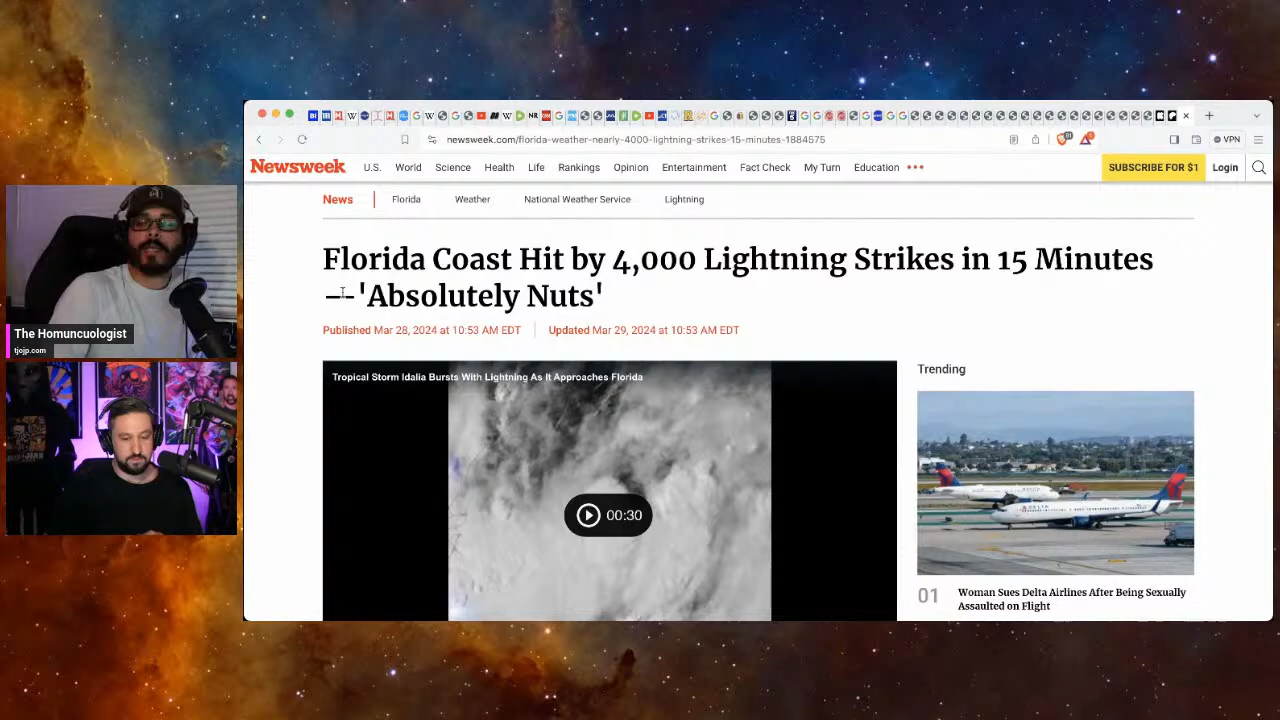 newsweek.com/florida-weather-nearly-4000-lightning-strikes-15-minutes-1884575
VPN
Newsweek
U.S. World Science Health Life Rankings Opinion Entertainment Fact Check My Turn Education
SUBSCRIBE FOR $1 Login
News Florida Weather National Weather Service Lightning
Florida Coast Hit by 4,000 Lightning Strikes in 15 Minutes
—'Absolutely Nuts'
Published Mar 28, 2024 at 10:53 AM EDT Updated Mar 29, 2024 at 10:53 AM EDT
Tropical Storm Idalia Bursts With Lightning As It Approaches Florida
00:30
Trending
01 Woman Sues Delta Airlines After Being Sexually
Assaulted on Flight
The Homuncuologist
tjojp.com